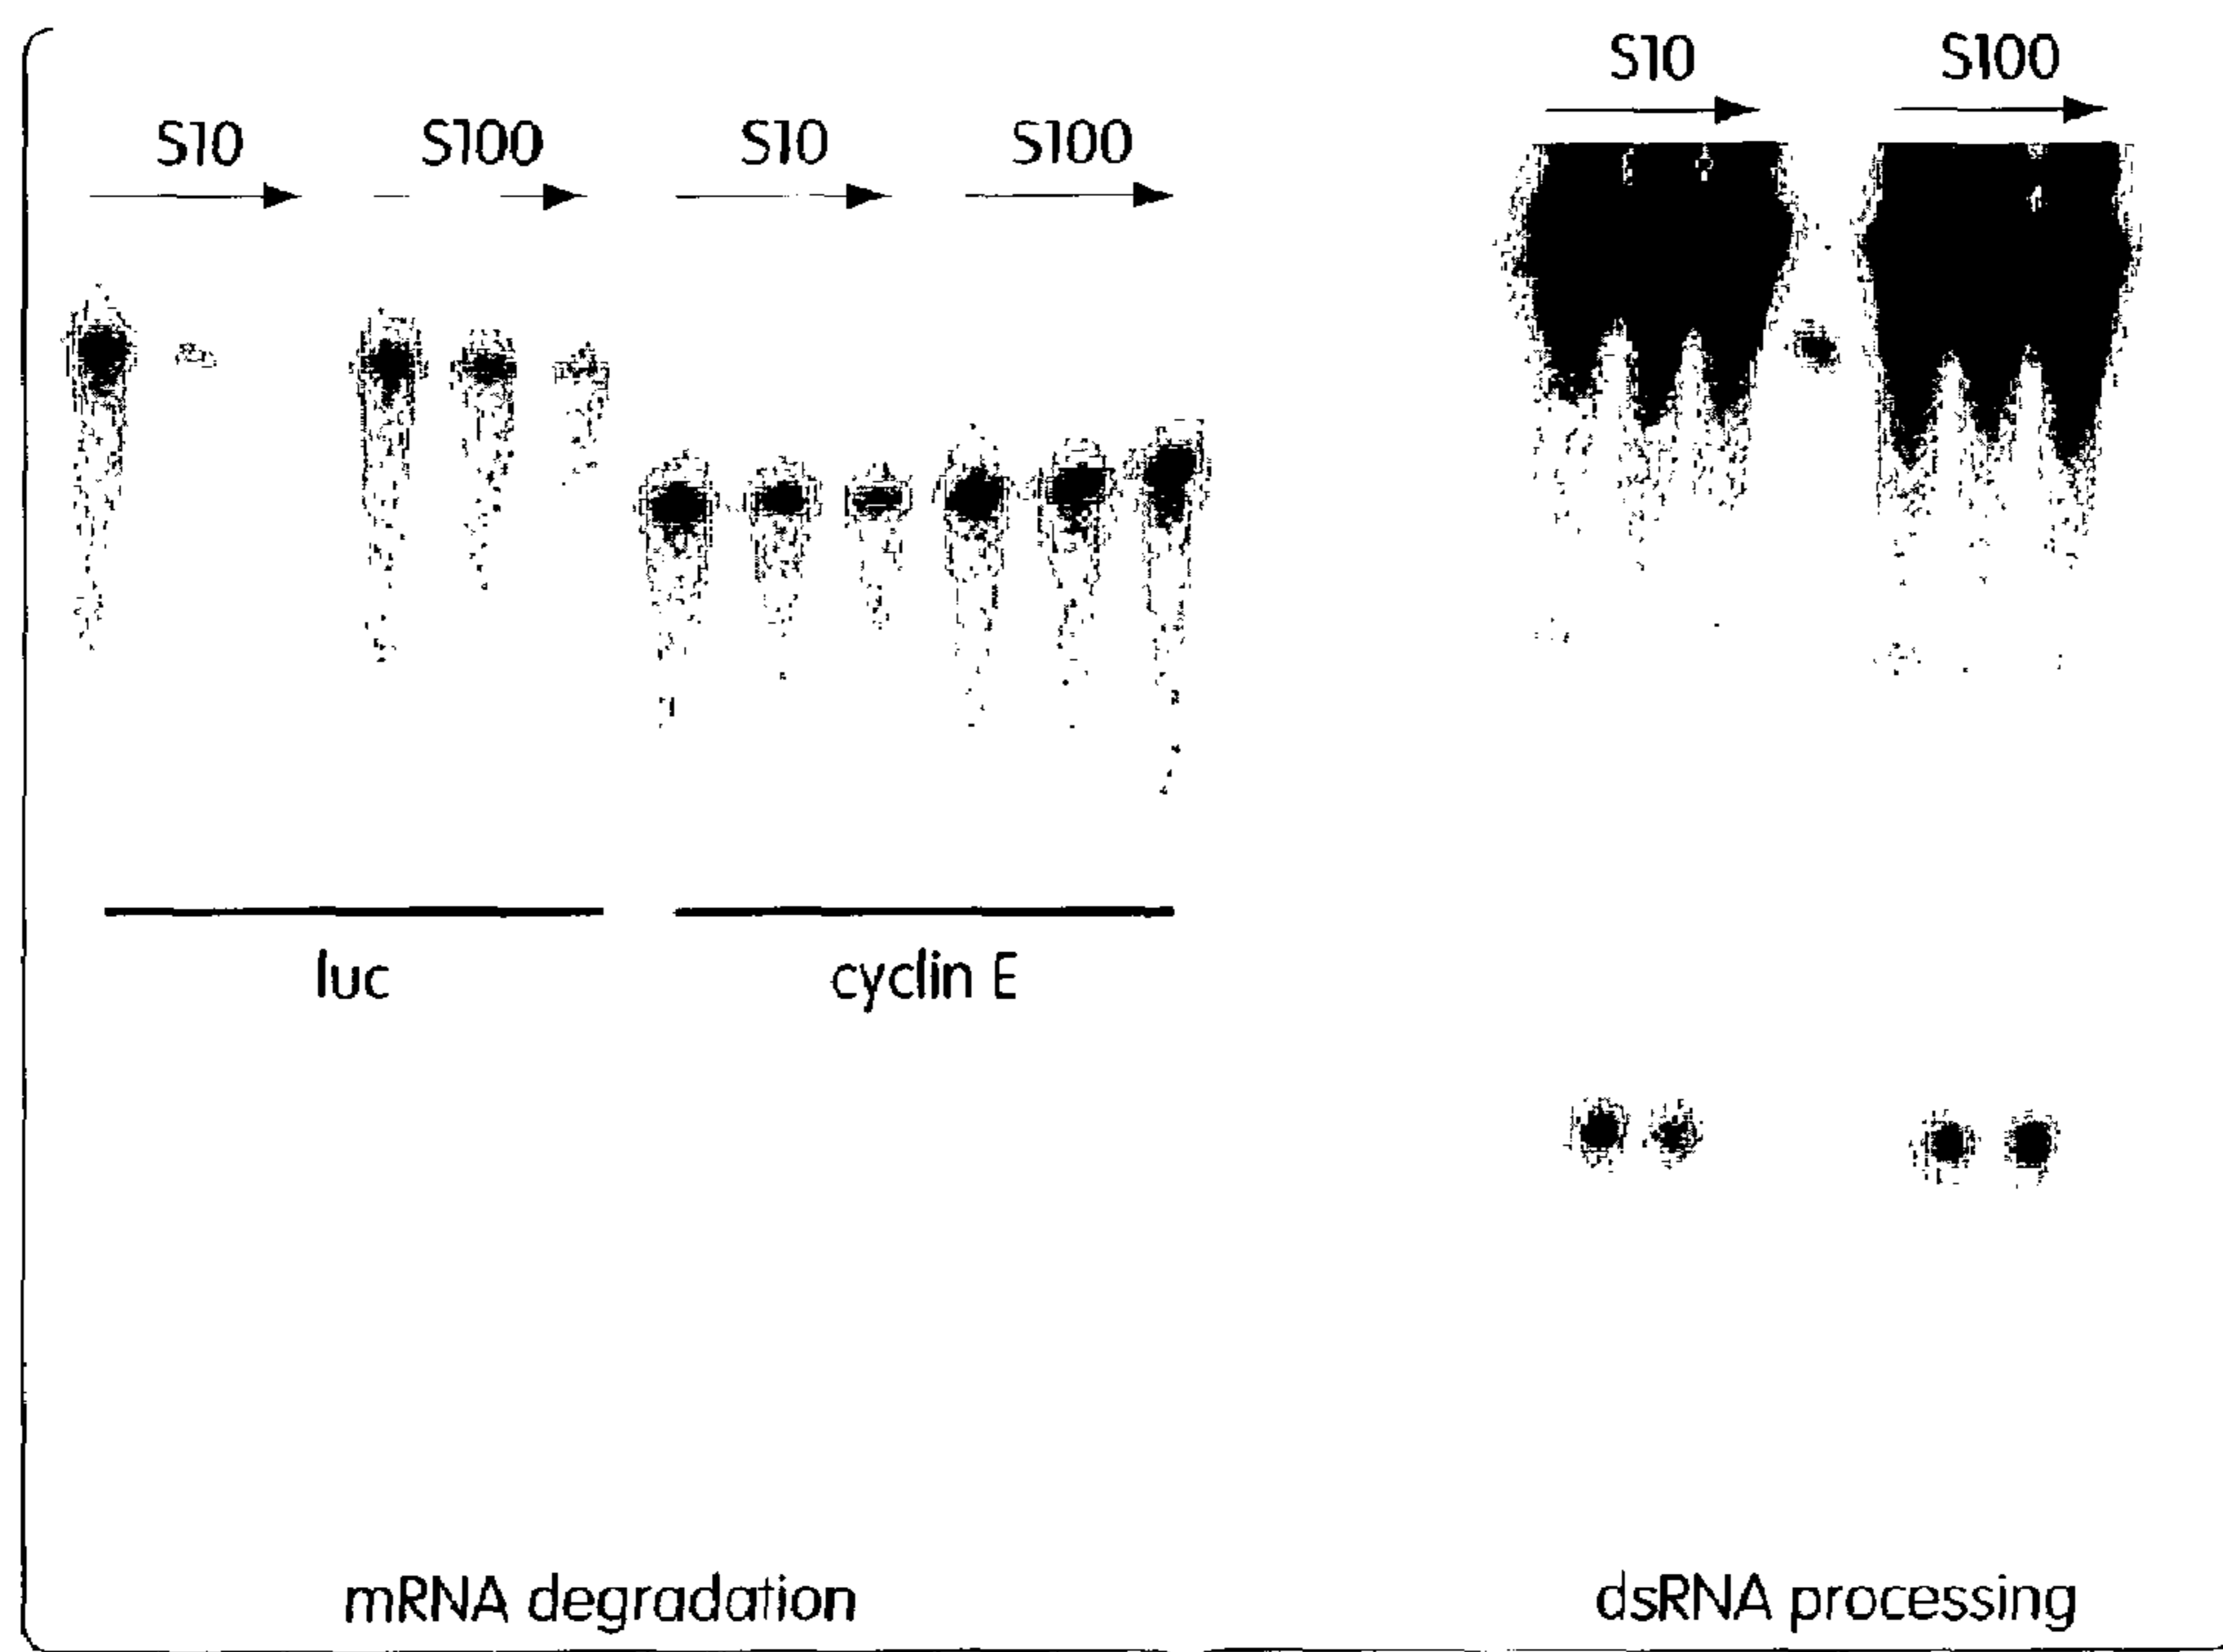 S10 S100
S10 S100 S10 S100
luc cyclin E
mRNA degradation dsRNA processing